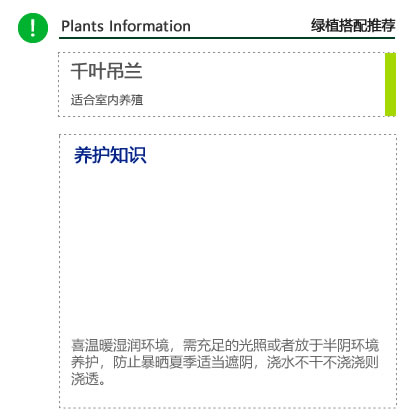 Plants Information 绿植搭配推荐
千叶吊兰
适合室内养殖
养护知识
喜温暖湿润环境，需充足的光照或者放于半阴环境
养护，防止暴晒夏季适当遮阴，浇水不干不浇浇则
浇透。